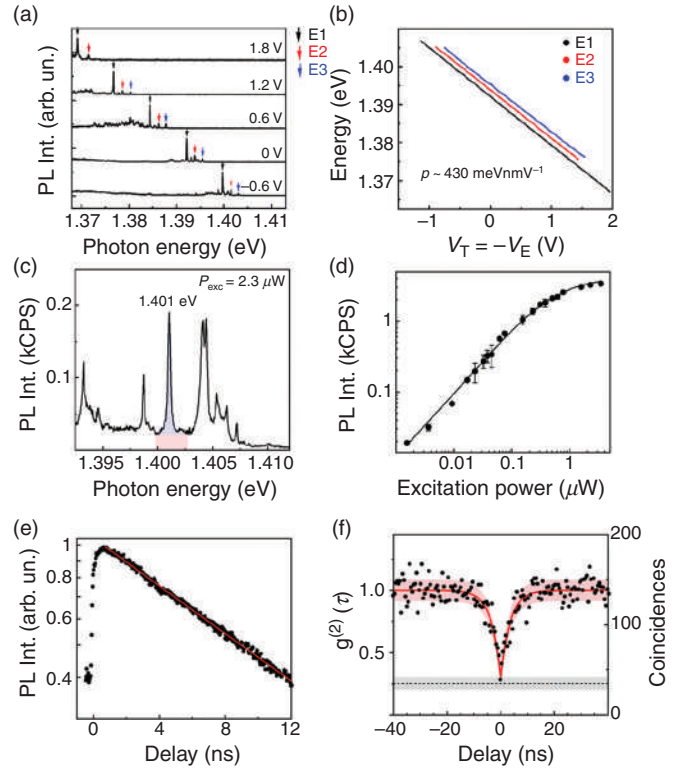 (a)
PL Int. (arb. un.)
1.8 V
1.2 V
0.6 V
0 V
−0.6 V
E1
E2
E3
1.37 1.38 1.39 1.40 1.41
Photon energy (eV)
(b)
Energy (eV)
1.40
1.39
1.38
1.37
E1
E2
E3
p ~ 430 meVnmV⁻¹
−1 0 1 2
V_T = −V_E (V)
(c)
PL Int. (kCPS)
0.2
0.1
P_exc = 2.3 μW
1.401 eV
1.395 1.400 1.405 1.410
Photon energy (eV)
(d)
PL Int. (kCPS)
1
0.1
0.01 0.1 1
Excitation power (μW)
(e)
PL Int. (arb. un.)
1
0.8
0.6
0.4
0 4 8 12
Delay (ns)
(f)
g⁽²⁾ (τ)
1.0
0.5
200
100
0
Coincidences
−40 −20 0 20 40
Delay (ns)